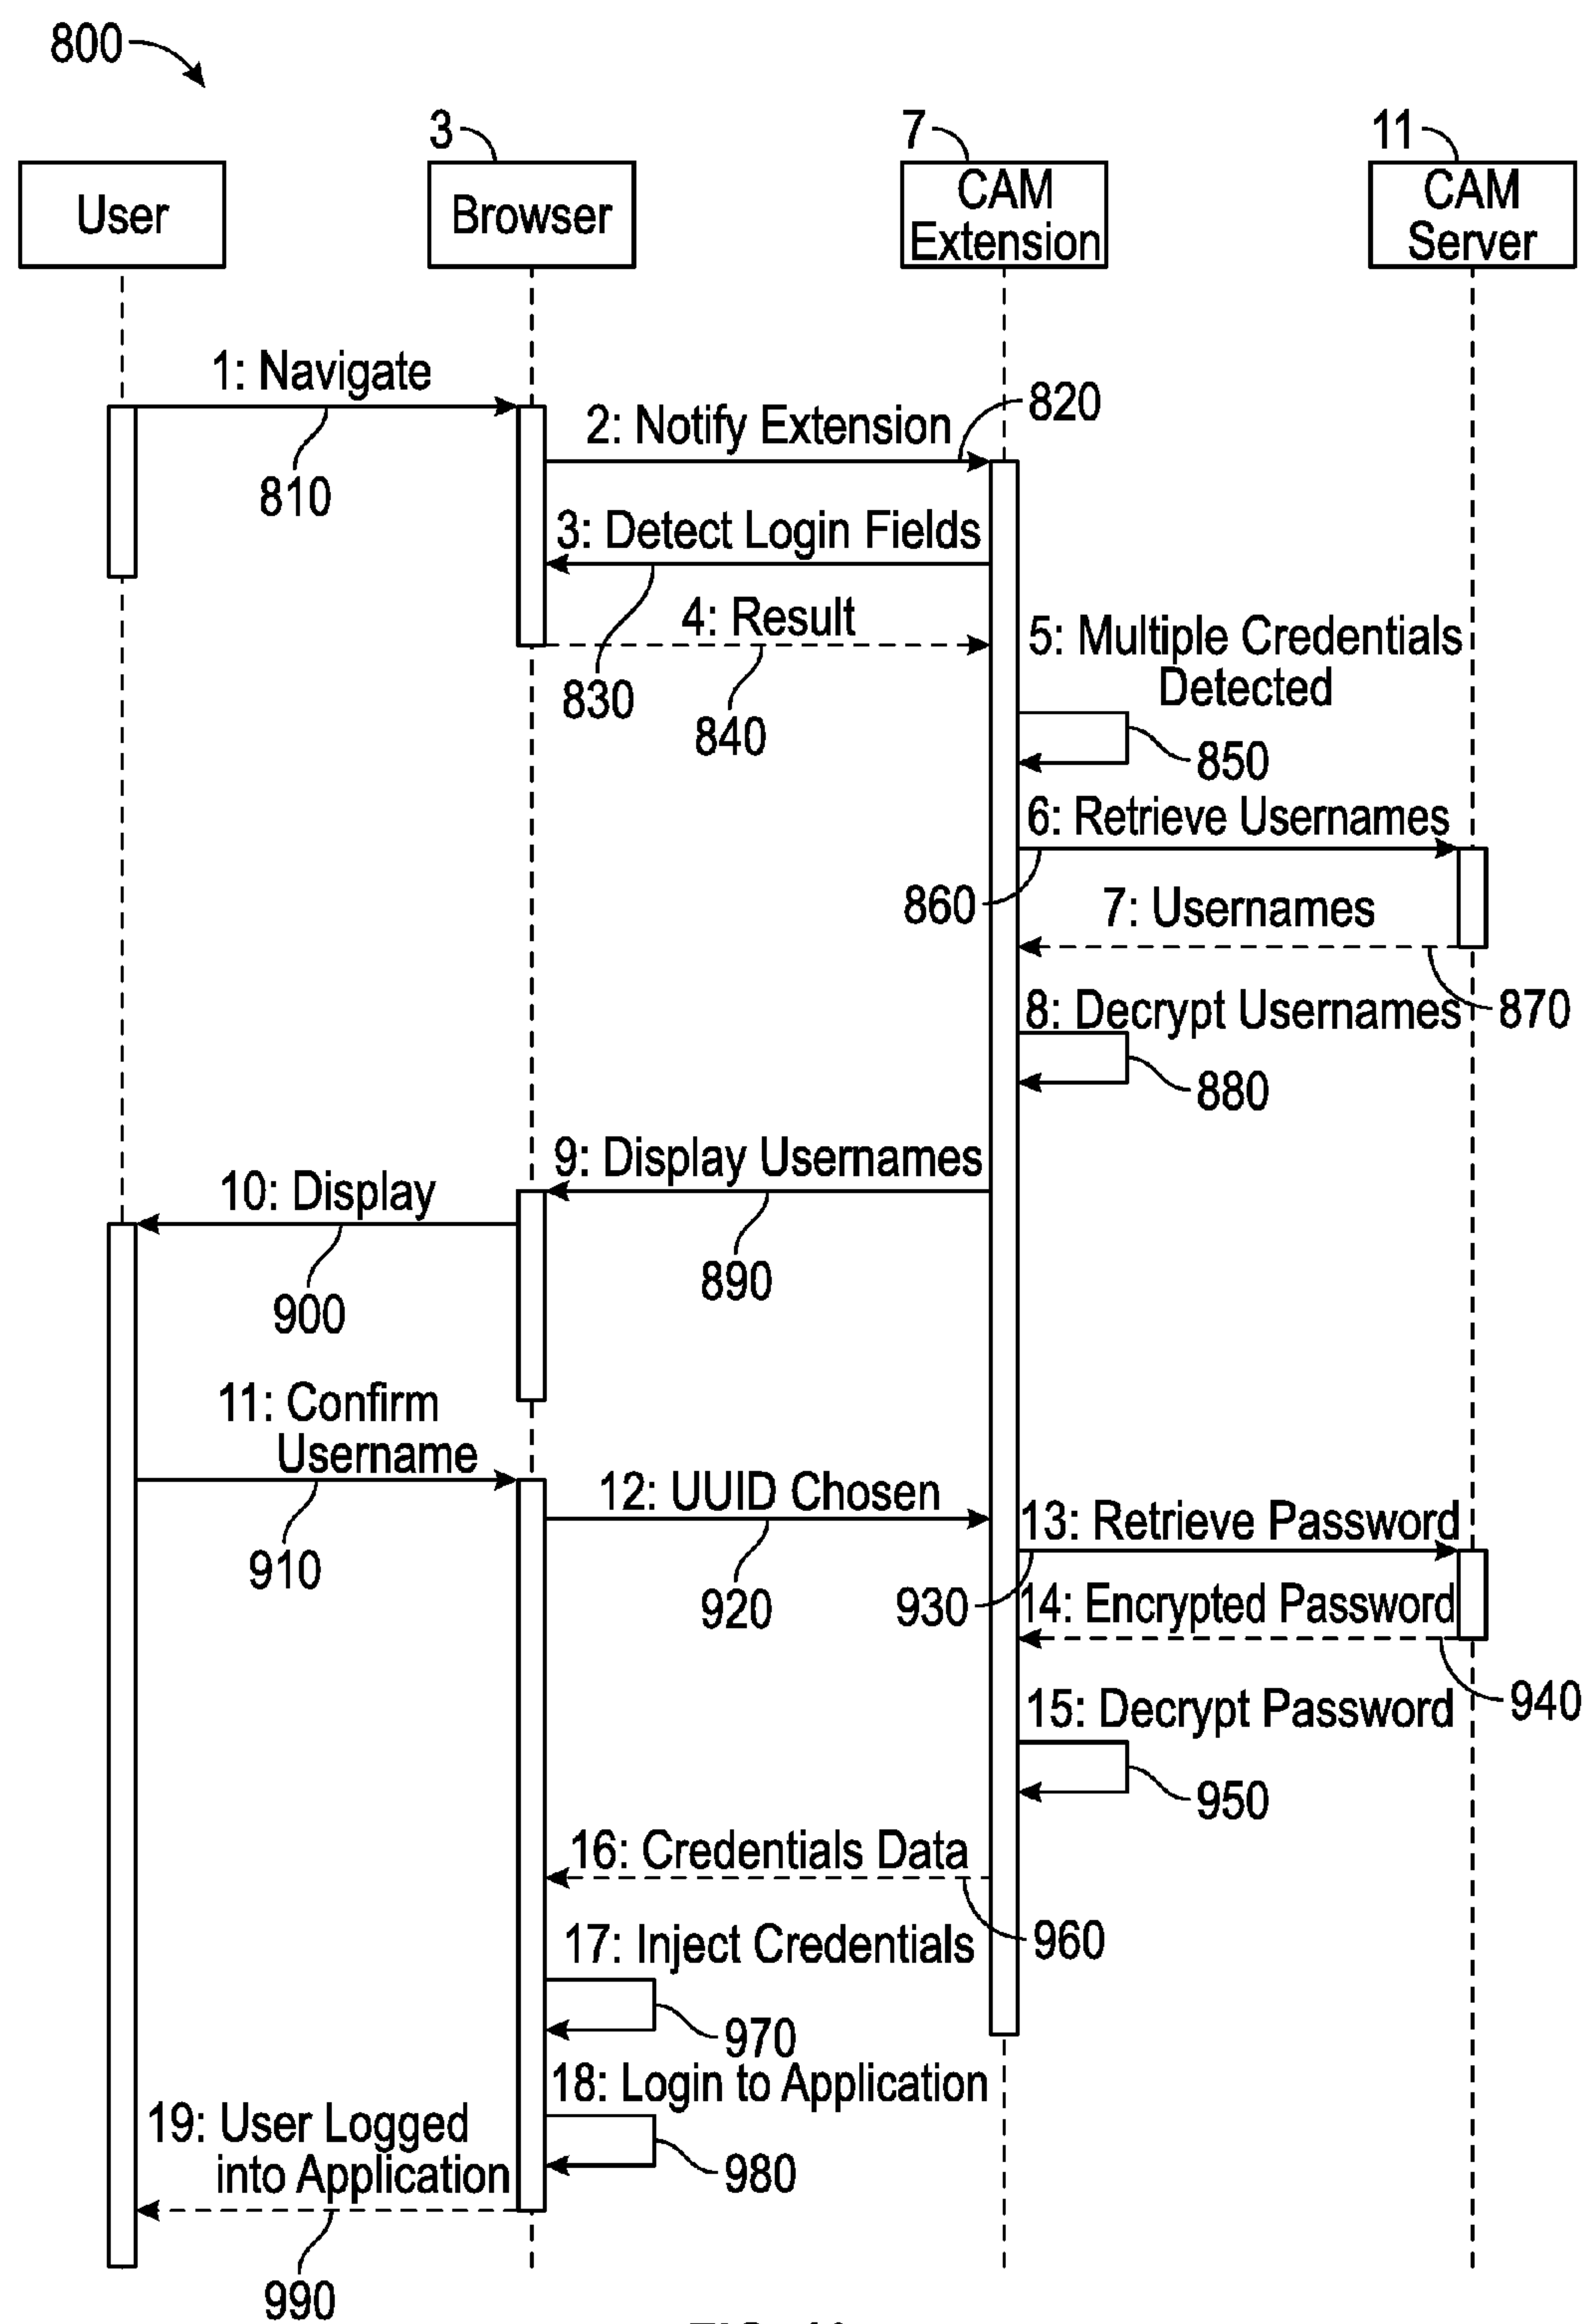 800
3
7
11
User
Browser
CAM
Extension
CAM
Server
1: Navigate
810
2: Notify Extension
820
3: Detect Login Fields
830
4: Result
840
5: Multiple Credentials
Detected
850
6: Retrieve Usernames
860
7: Usernames
870
8: Decrypt Usernames
880
9: Display Usernames
890
10: Display
900
11: Confirm
Username
910
12: UUID Chosen
920
13: Retrieve Password
930
14: Encrypted Password
940
15: Decrypt Password
950
16: Credentials Data
960
17: Inject Credentials
970
18: Login to Application
980
19: User Logged
into Application
990